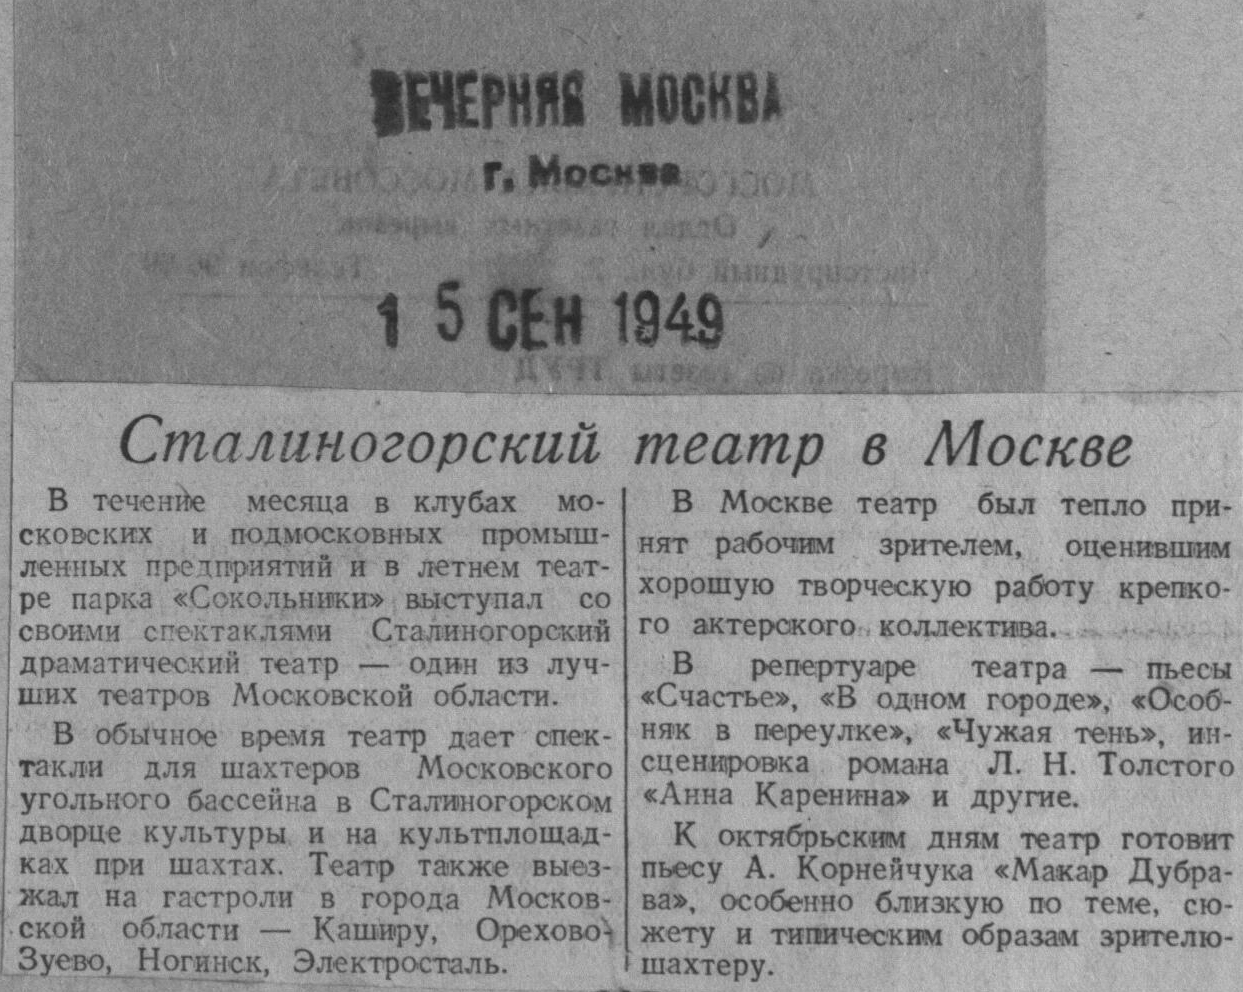 ВЕЧЕРНЯЯ МОСКВА
г. Москва
15 СЕН 1949
Сталиногорский театр в Москве
В течение месяца в клубах мо-
сковских и подмосковных промыш-
ленных предприятий и в летнем теат-
ре парка «Сокольники» выступал со
своими спектаклями Сталиногорский
драматический театр — один из луч-
ших театров Московской области.
В обычное время театр дает спек-
такли для шахтеров Московского
угольного бассейна в Сталиногорском
дворце культуры и на культплощад-
ках при шахтах. Театр также выез-
жал на гастроли в города Москов-
ской области — Каширу, Орехово-
Зуево, Ногинск, Электросталь.
В Москве театр был тепло при-
нят рабочим зрителем, оценившим
хорошую творческую работу крепко-
го актерского коллектива.
В репертуаре театра — пьесы
«Счастье», «В одном городе», «Особ-
няк в переулке», «Чужая тень», ин-
сценировка романа Л. Н. Толстого
«Анна Каренина» и другие.
К октябрьским дням театр готовит
пьесу А. Корнейчука «Макар Дубра-
ва», особенно близкую по теме, сю-
жету и типическим образам зрителю-
шахтеру.